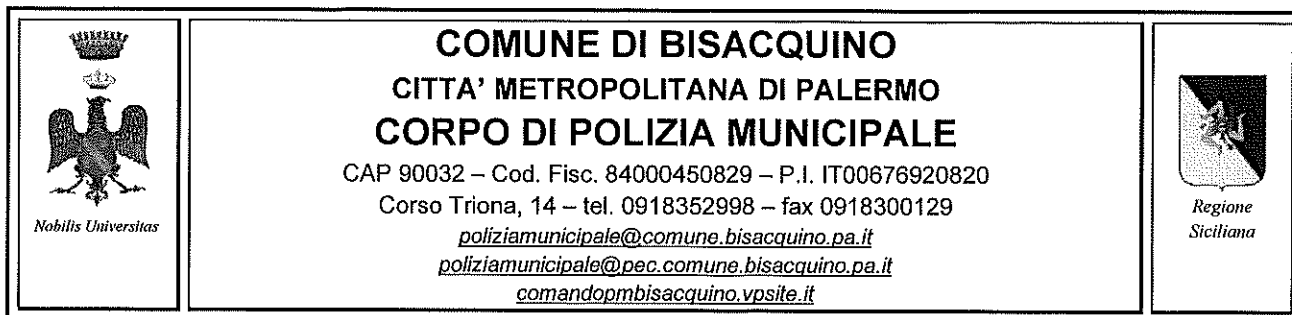 COMUNE DI BISACQUINO
CITTA' METROPOLITANA DI PALERMO
CORPO DI POLIZIA MUNICIPALE
CAP 90032 – Cod. Fisc. 84000450829 – P.I. IT00676920820
Corso Triona, 14 – tel. 0918352998 – fax 0918300129
poliziamunicipale@comune.bisacquino.pa.it
poliziamunicipale@pec.comune.bisacquino.pa.it
comandopmbisacquino.vpsite.it
Nobilis Universitas
Regione
Siciliana